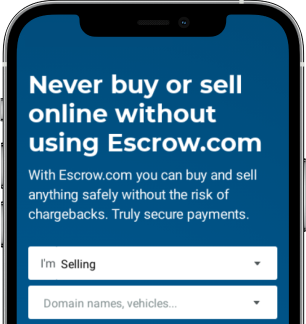 Never buy or sell
online without
using Escrow.com
With Escrow.com you can buy and sell
anything safely without the risk of
chargebacks. Truly secure payments.
I'm Selling
Domain names, vehicles...